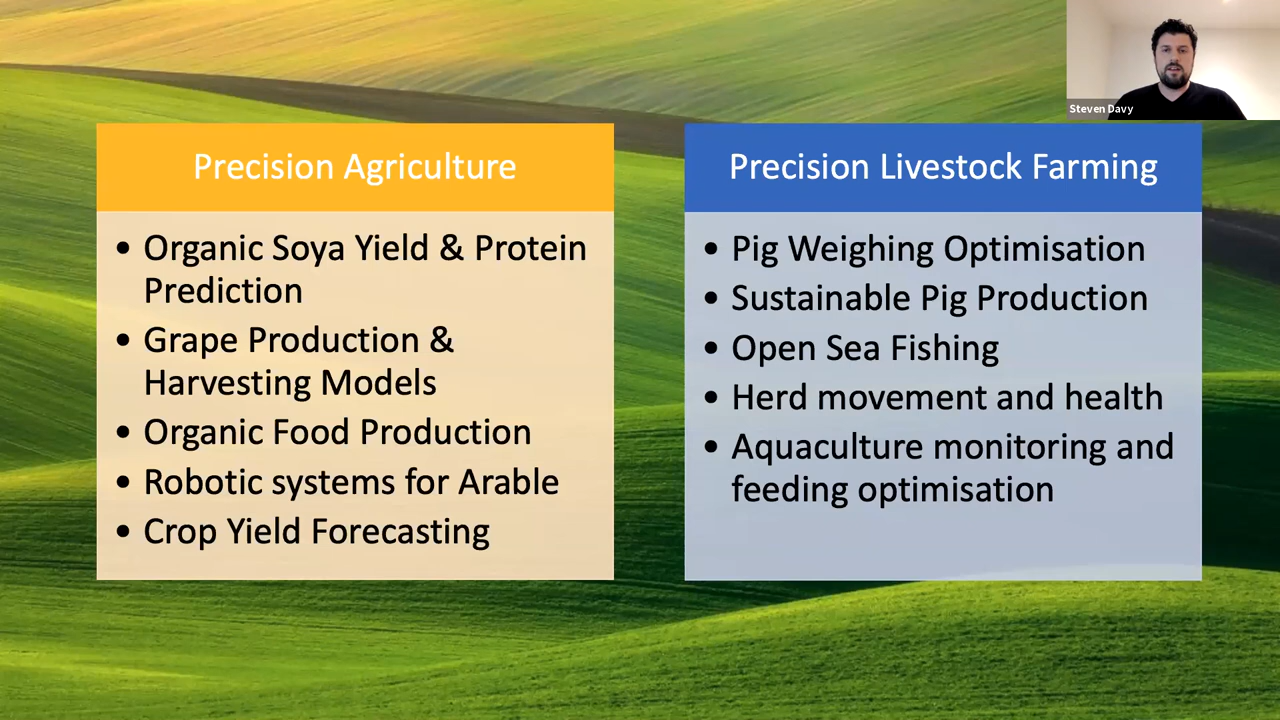 Steven Davy
Precision Agriculture
• Organic Soya Yield & Protein
Prediction
• Grape Production &
Harvesting Models
• Organic Food Production
• Robotic systems for Arable
• Crop Yield Forecasting
Precision Livestock Farming
• Pig Weighing Optimisation
• Sustainable Pig Production
• Open Sea Fishing
• Herd movement and health
• Aquaculture monitoring and
feeding optimisation